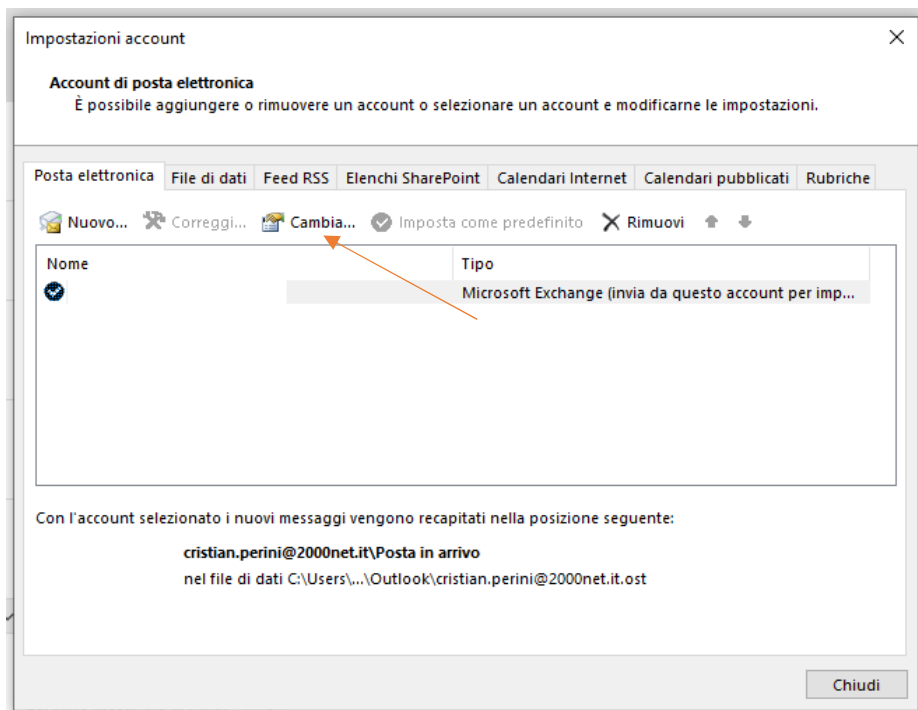 Impostazioni account
Account di posta elettronica
È possibile aggiungere o rimuovere un account o selezionare un account e modificarne le impostazioni.
Posta elettronica File di dati Feed RSS Elenchi SharePoint Calendari Internet Calendari pubblicati Rubriche
Nuovo... Correggi... Cambia... Imposta come predefinito Rimuovi
Nome Tipo
Microsoft Exchange (invia da questo account per imp...
Con l'account selezionato i nuovi messaggi vengono recapitati nella posizione seguente:
cristian.perini@2000net.it\Posta in arrivo
nel file di dati C:\Users\...\Outlook\cristian.perini@2000net.it.ost
Chiudi